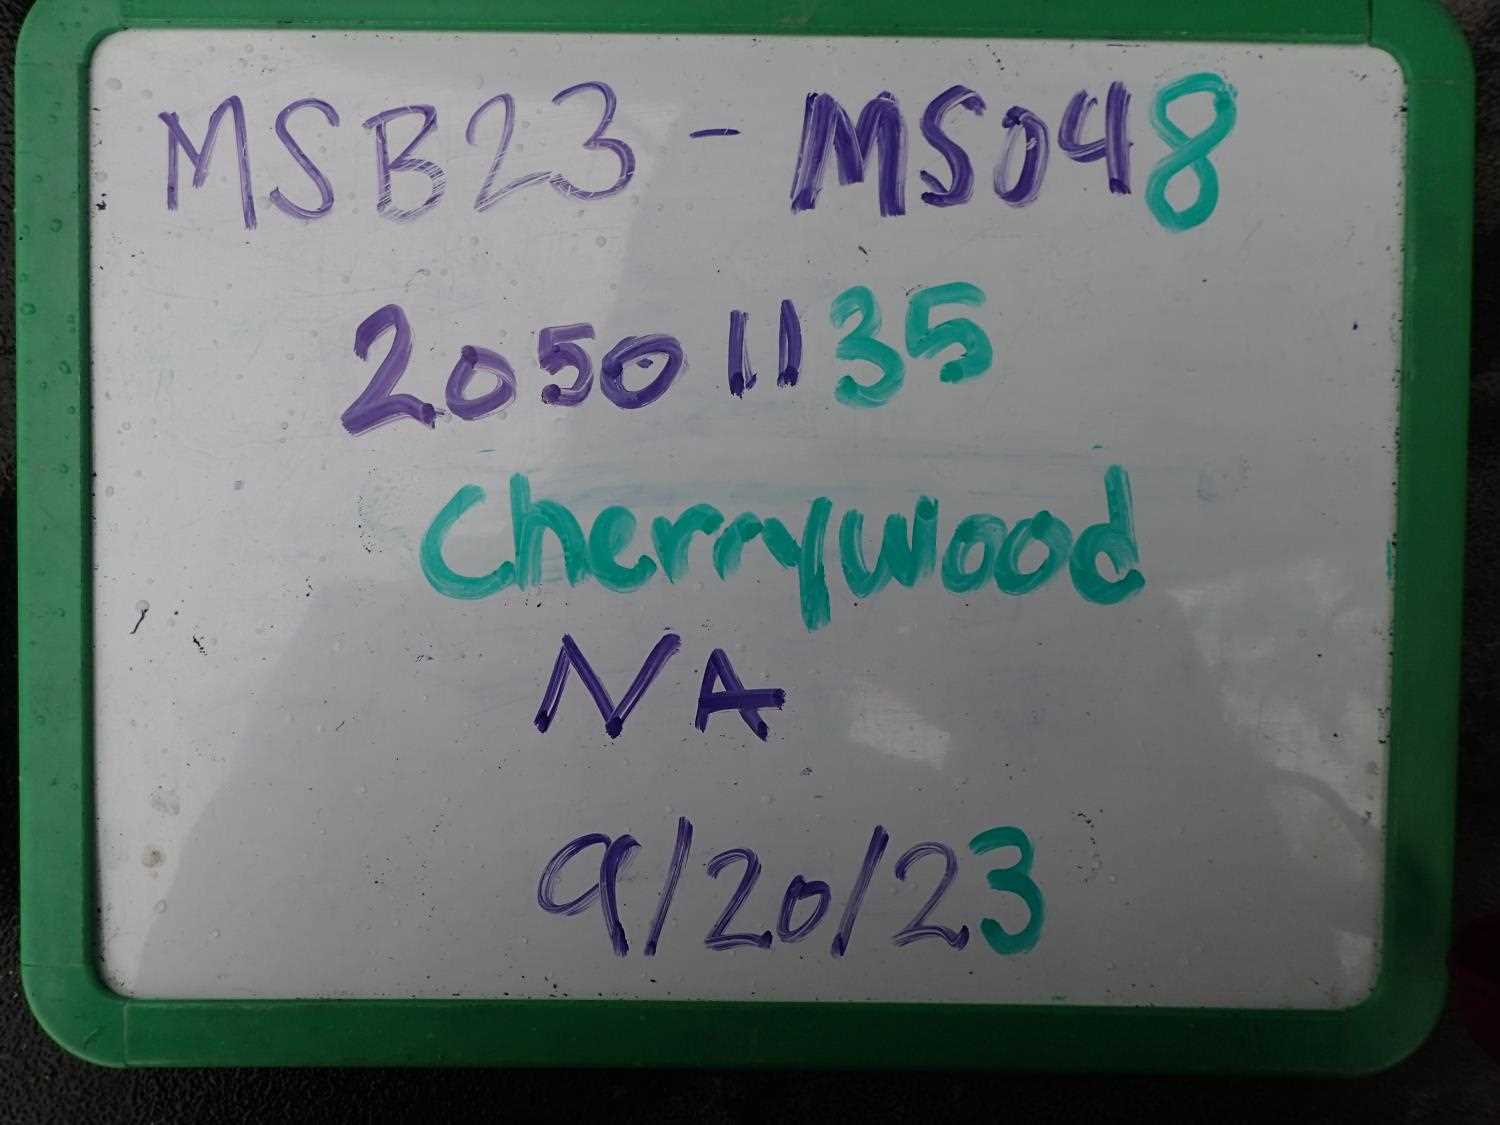 MSB23 - MS048
20501135
Cherrywood
NA
9/20/23